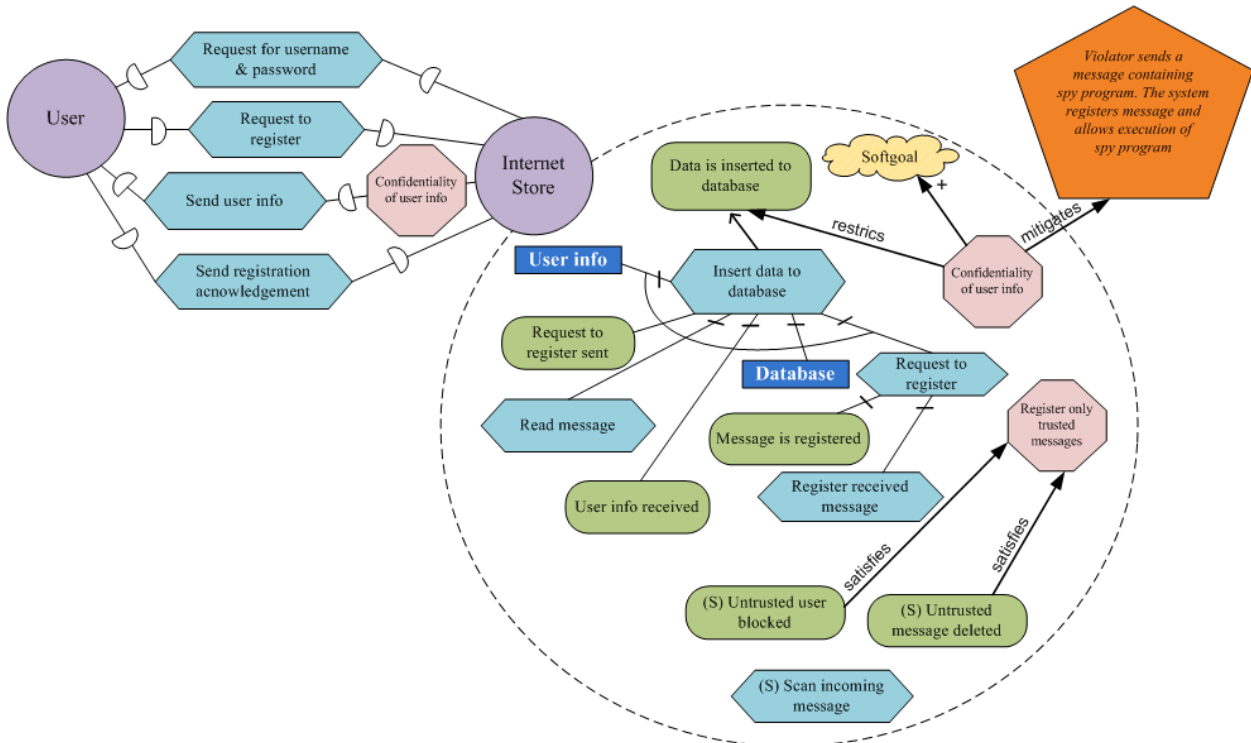 Request for username
& password
User
Request to
register
Send user info
Confidentiality
of user info
Send registration
acnowledgement
Internet
Store
Data is inserted to
database
Softgoal
+
Violator sends a
message containing
spy program. The system
registers message and
allows execution of
spy program
restrics
mitigates
User info
Insert data to
database
Confidentiality
of user info
Request to
register sent
Database
Request to
register
Read message
Message is registered
Register only
trusted
messages
User info received
Register received
message
satisfies
satisfies
(S) Untrusted user
blocked
(S) Untrusted
message deleted
(S) Scan incoming
message